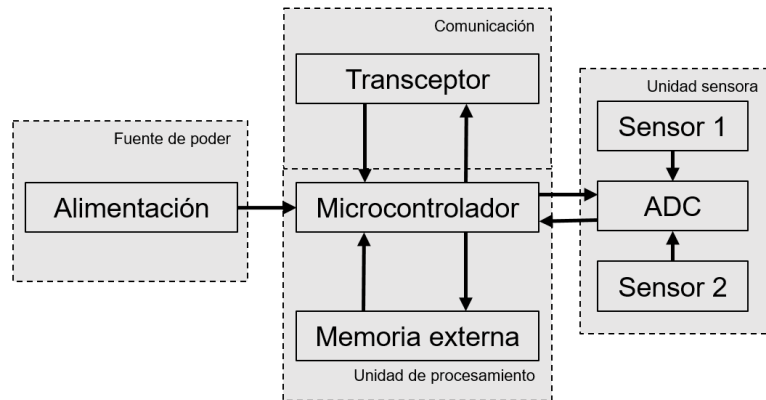 Comunicación
Transceptor
Unidad sensora
Sensor 1
Fuente de poder
Alimentación
Microcontrolador
ADC
Sensor 2
Memoria externa
Unidad de procesamiento